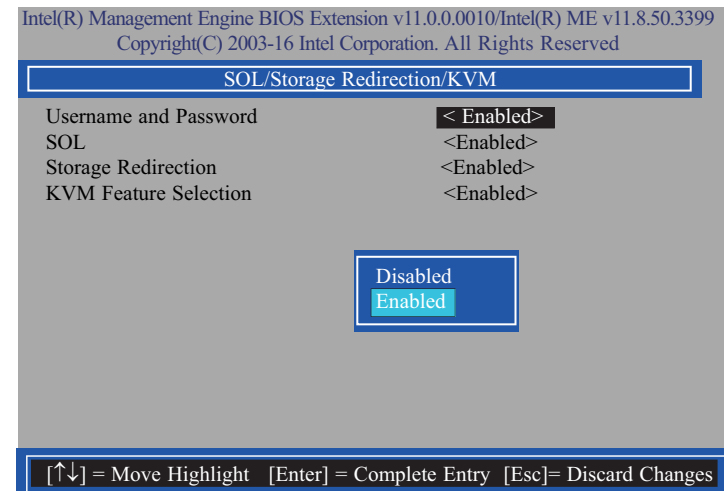 Intel(R) Management Engine BIOS Extension v11.0.0.0010/Intel(R) ME v11.8.50.3399
Copyright(C) 2003-16 Intel Corporation. All Rights Reserved
SOL/Storage Redirection/KVM
Username and Password < Enabled>
SOL <Enabled>
Storage Redirection <Enabled>
KVM Feature Selection <Enabled>
Disabled
Enabled
[↑↓] = Move Highlight [Enter] = Complete Entry [Esc]= Discard Changes